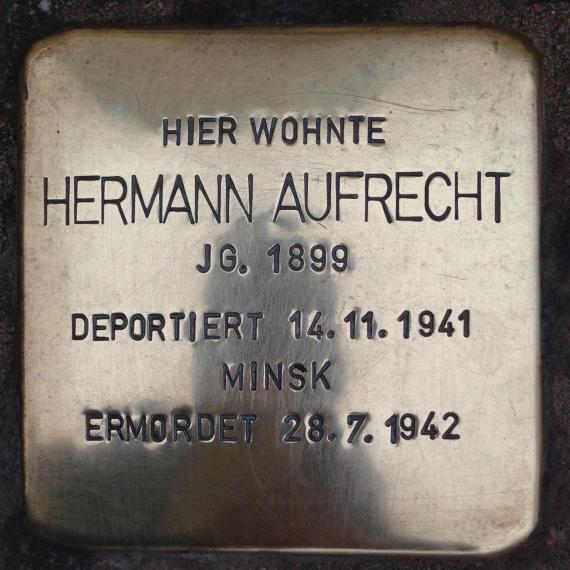 HIER WOHNTE
HERMANN AUFRECHT
JG. 1899
DEPORTIERT 14.11.1941
MINSK
ERMORDET 28.7.1942